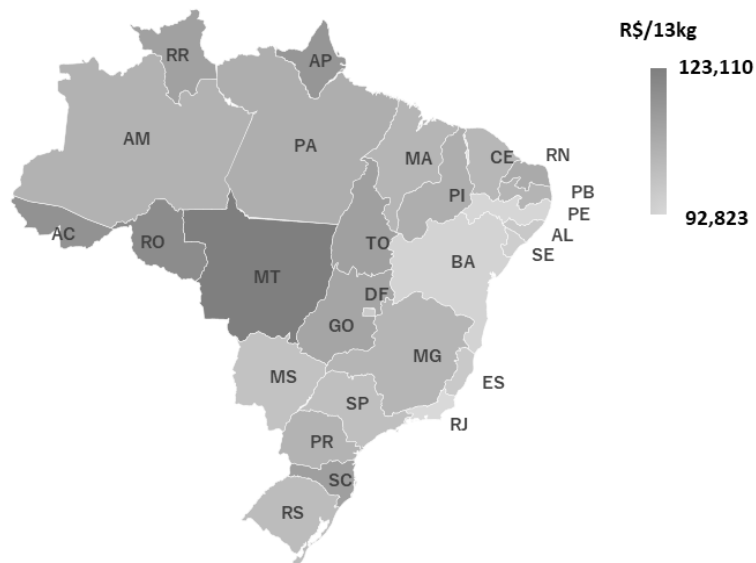 R$/13kg
123,110
92,823
RR
AP
AM
PA
MA
CE
RN
PI
PB
PE
AL
SE
AC
RO
TO
BA
MT
DF
GO
MG
ES
MS
SP
RJ
PR
SC
RS